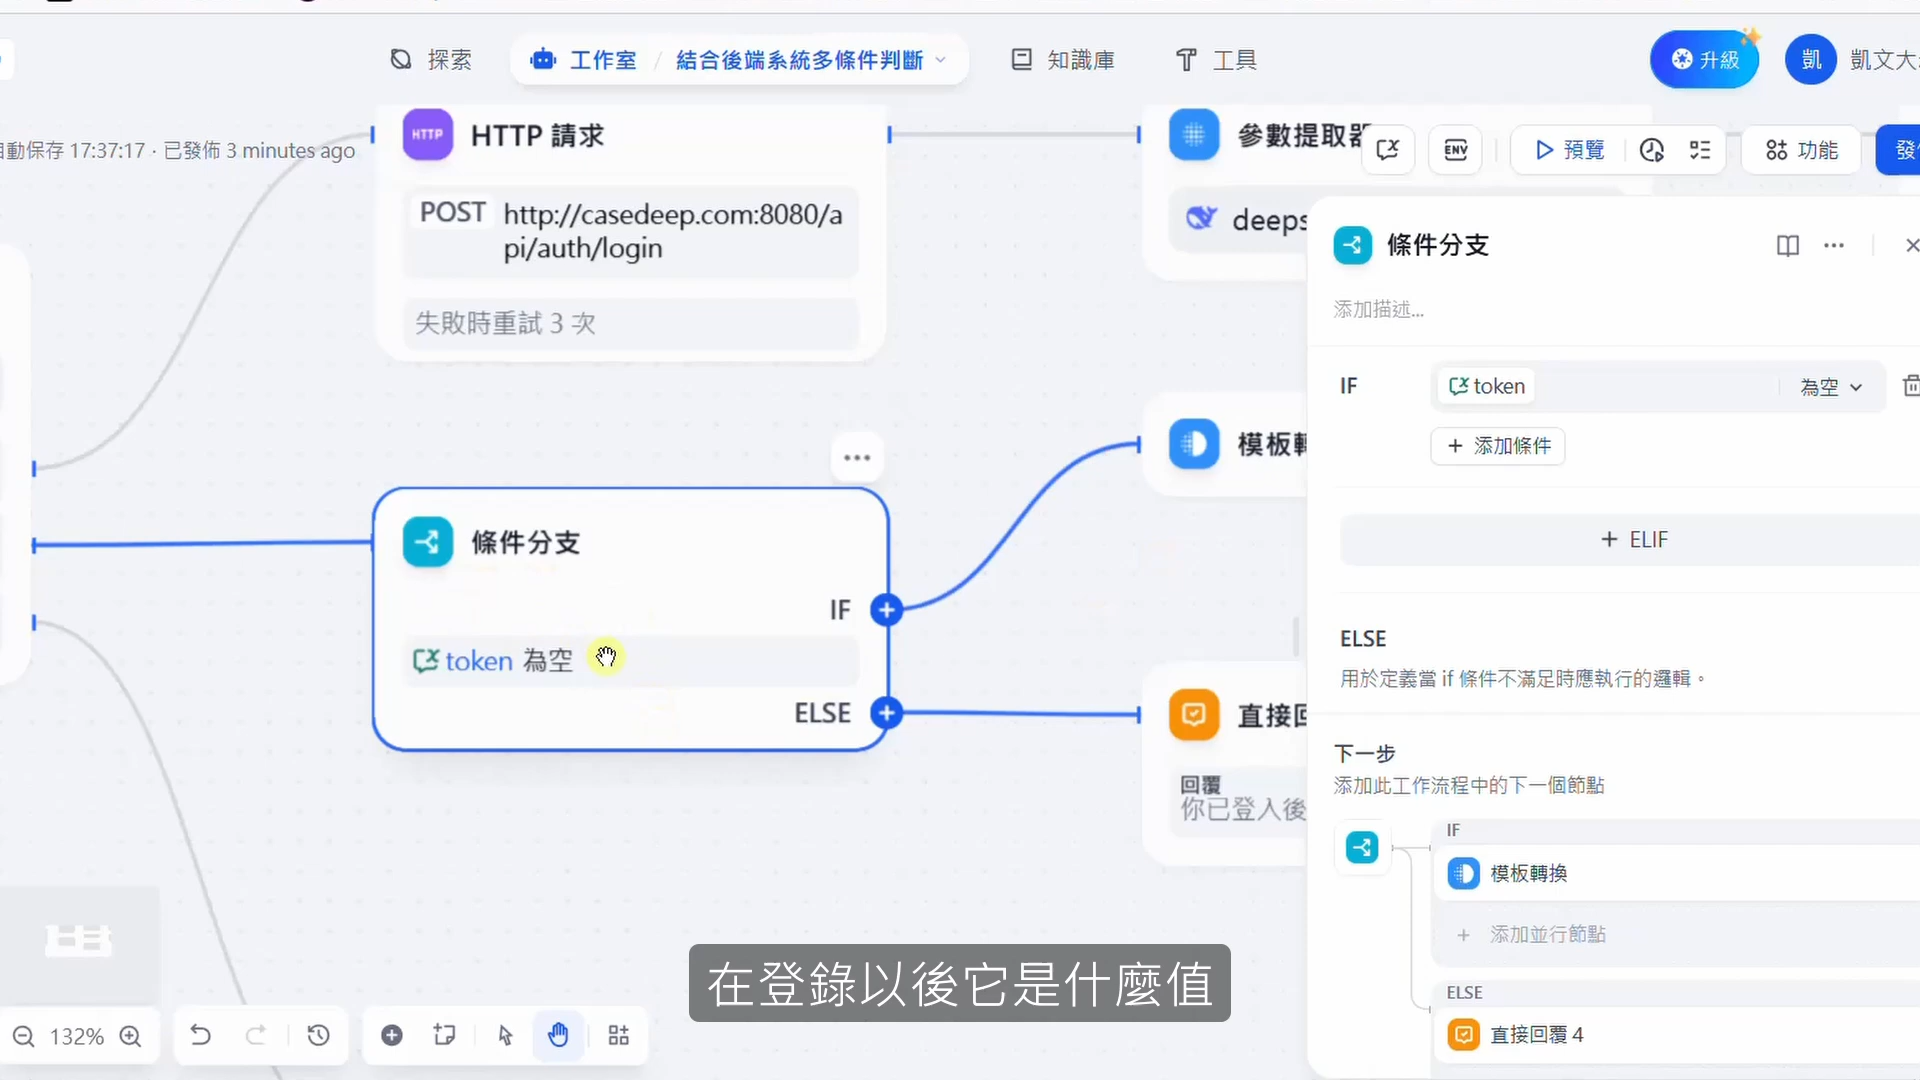 探索
工作室 / 結合後端系統多條件判斷
知識庫
工具
升級
凱
凱文大
自動保存 17:37:17 · 已發佈 3 minutes ago
HTTP
HTTP 請求
POST http://casedeep.com:8080/a
pi/auth/login
失敗時重試 3 次
參數提取器
deeps
ENV
預覽
功能
條件分支
IF
token 為空
ELSE
模板轉
直接回
回覆
你已登入後
條件分支
添加描述...
IF
token
為空
+ 添加條件
+ ELIF
ELSE
用於定義當 if 條件不滿足時應執行的邏輯。
下一步
添加此工作流程中的下一個節點
IF
模板轉換
+ 添加並行節點
ELSE
直接回覆 4
在登錄以後它是什麼值
132%